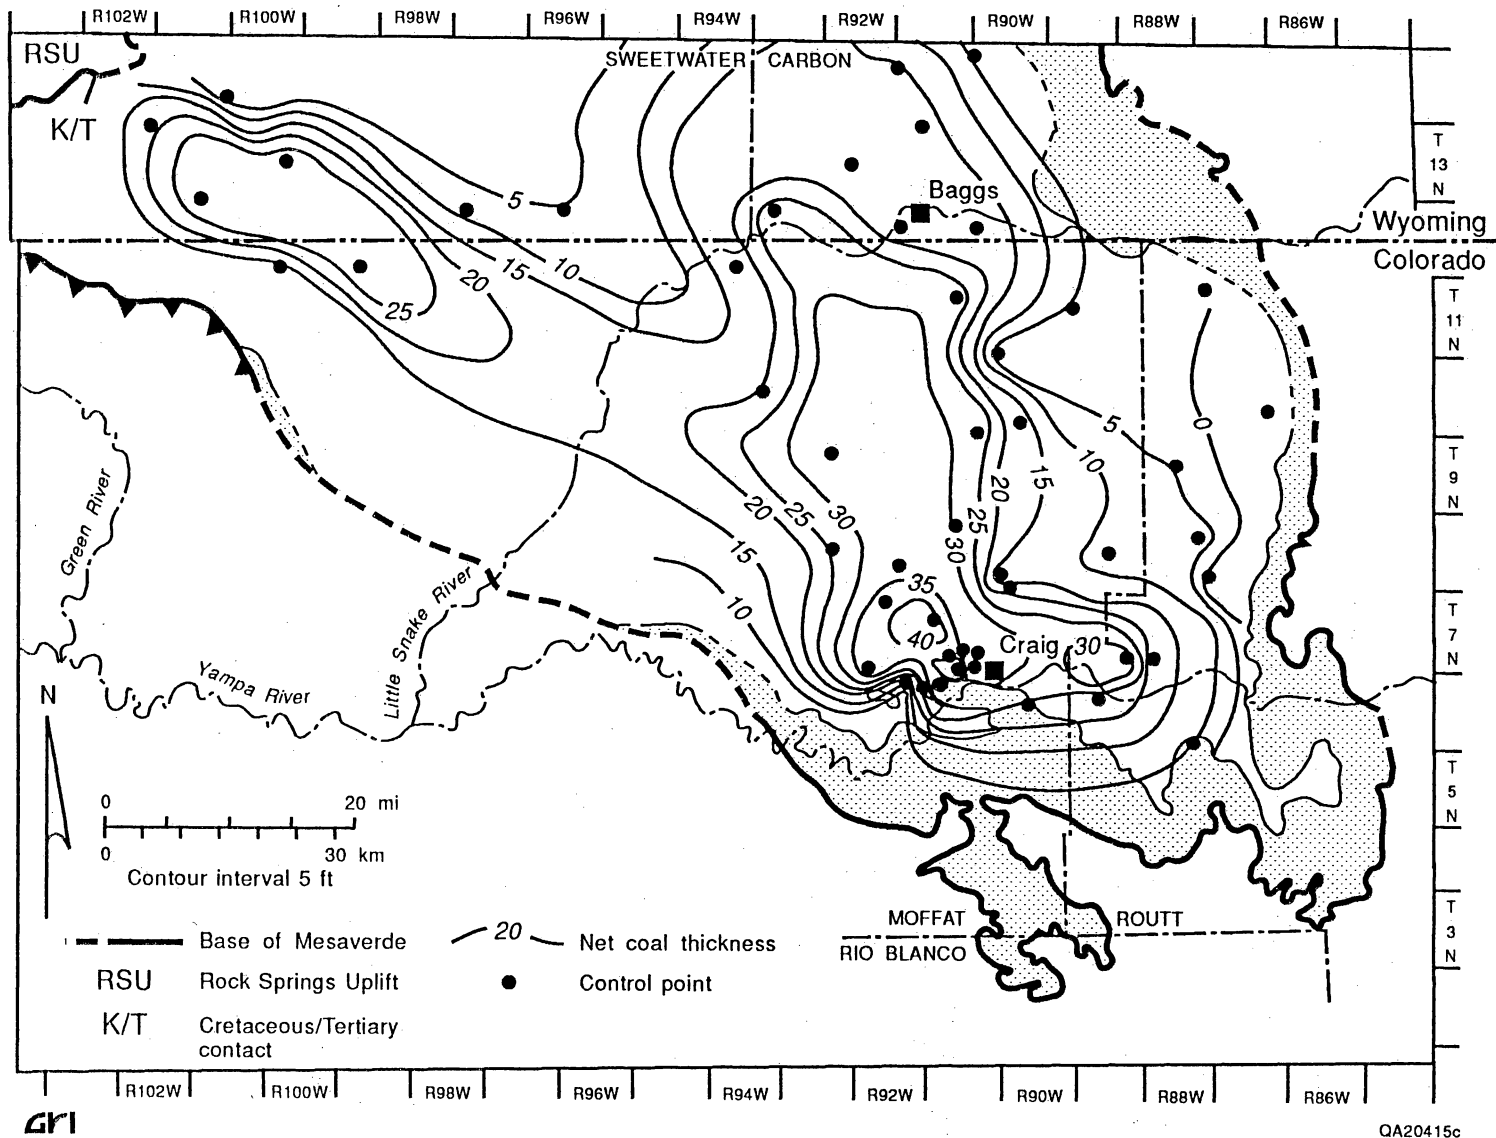 R102W R100W R98W R96W R94W R92W R90W R88W R86W
RSU
SWEETWATER CARBON
K/T
T
13
N
5
Baggs
Wyoming
Colorado
10
15
20
25
T
11
N
5
0
10
15
20
25
30
T
9
N
20
25
30
15
10
35
40
Craig
30
T
7
N
Green River
Little Snake River
Yampa River
N
T
5
N
0 20 mi
0 30 km
Contour interval 5 ft
MOFFAT ROUTT
RIO BLANCO
T
3
N
Base of Mesaverde
20 Net coal thickness
RSU Rock Springs Uplift
Control point
K/T Cretaceous/Tertiary
contact
R102W R100W R98W R96W R94W R92W R90W R88W R86W
GRI
QA20415c